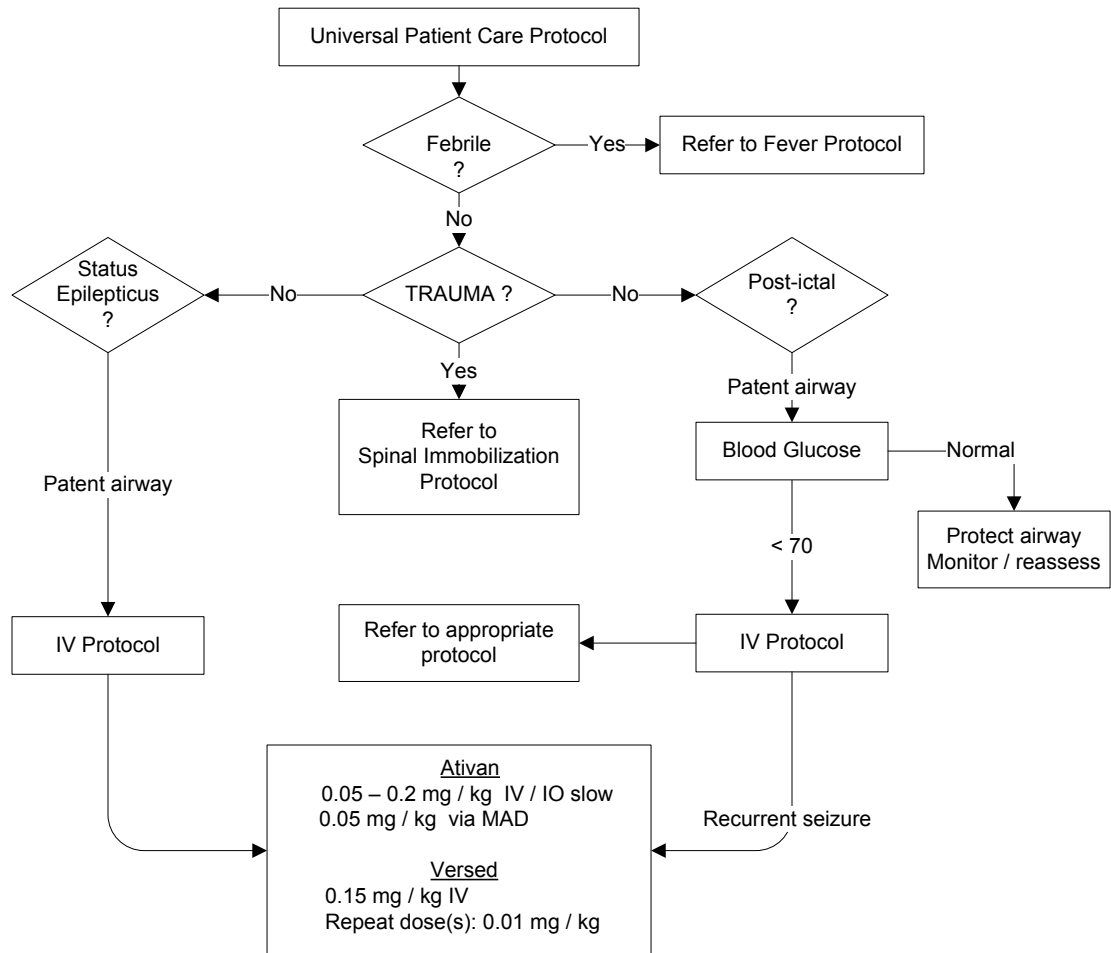 Universal Patient Care Protocol
Febrile
?
Yes
Refer to Fever Protocol
No
Status
Epilepticus
?
No
TRAUMA ?
No
Post-ictal
?
Yes
Patent airway
Refer to
Spinal Immobilization
Protocol
Blood Glucose
Normal
Patent airway
< 70
Protect airway
Monitor / reassess
IV Protocol
Refer to appropriate
protocol
IV Protocol
Ativan
0.05 – 0.2 mg / kg  IV / IO slow
0.05 mg / kg  via MAD
Recurrent seizure
Versed
0.15 mg / kg IV
Repeat dose(s): 0.01 mg / kg